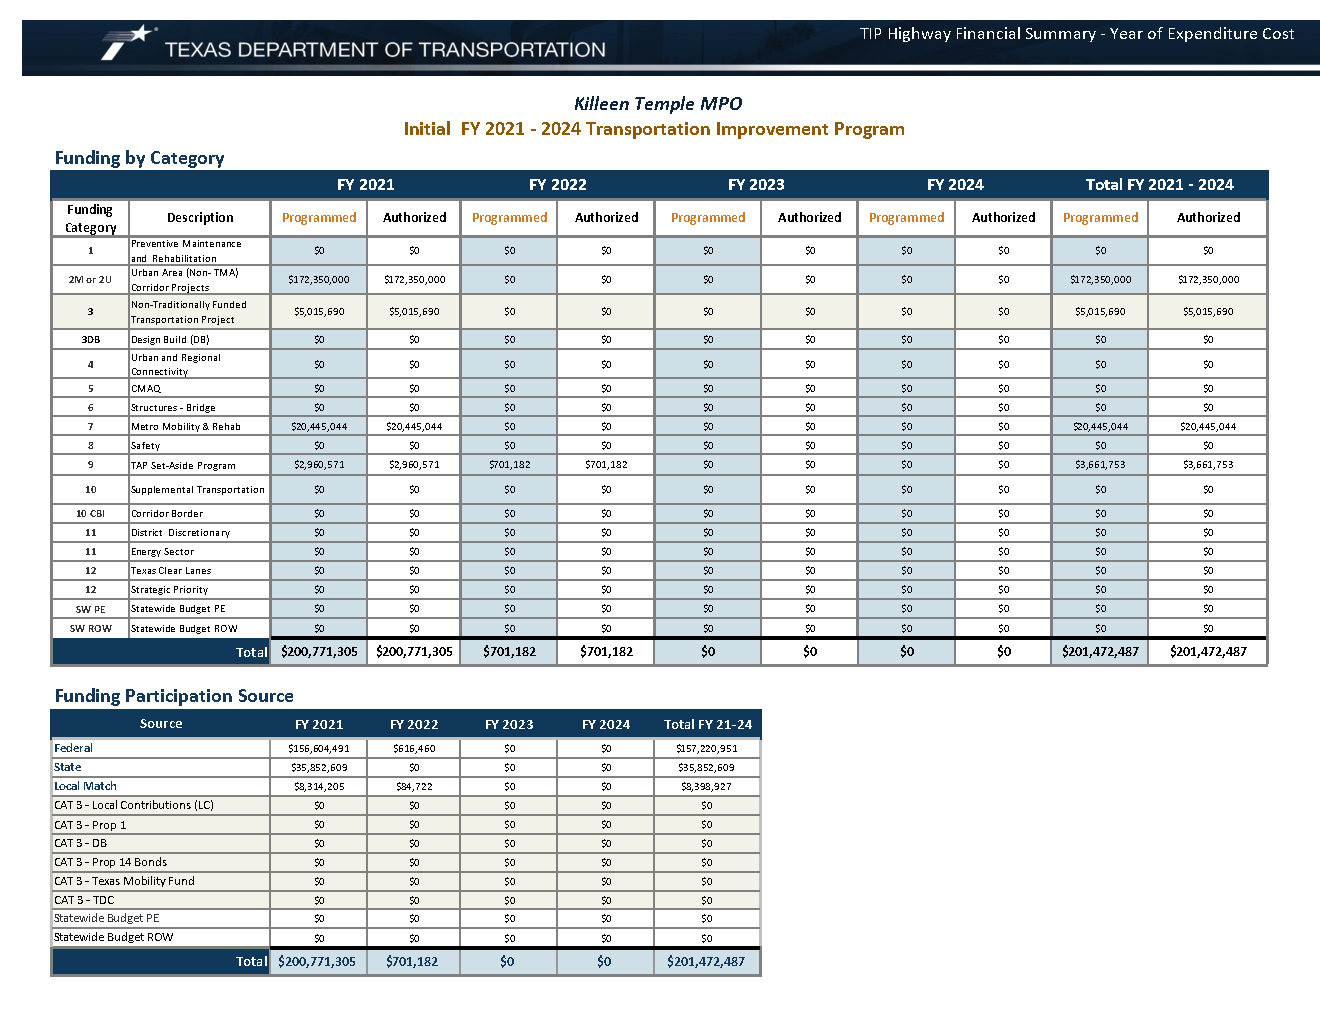 TEXAS DEPARTMENT OF TRANSPORTATION
TIP Highway Financial Summary - Year of Expenditure Cost
Killeen Temple MPO
Initial FY 2021 - 2024 Transportation Improvement Program
Funding by Category
FY 2021 FY 2022 FY 2023 FY 2024 Total FY 2021 - 2024
Funding Category Description Programmed Authorized Programmed Authorized Programmed Authorized Programmed Authorized Programmed Authorized
1 Preventive Maintenance and Rehabilitation $0 $0 $0 $0 $0 $0 $0 $0 $0 $0
2M or 2U Urban Area (Non- TMA) Corridor Projects $172,350,000 $172,350,000 $0 $0 $0 $0 $0 $0 $172,350,000 $172,350,000
3 Non-Traditionally Funded Transportation Project $5,015,690 $5,015,690 $0 $0 $0 $0 $0 $0 $5,015,690 $5,015,690
3DB Design Build (DB) $0 $0 $0 $0 $0 $0 $0 $0 $0 $0
4 Urban and Regional Connectivity $0 $0 $0 $0 $0 $0 $0 $0 $0 $0
5 CMAQ $0 $0 $0 $0 $0 $0 $0 $0 $0 $0
6 Structures - Bridge $0 $0 $0 $0 $0 $0 $0 $0 $0 $0
7 Metro Mobility & Rehab $20,445,044 $20,445,044 $0 $0 $0 $0 $0 $0 $20,445,044 $20,445,044
8 Safety $0 $0 $0 $0 $0 $0 $0 $0 $0 $0
9 TAP Set-Aside Program $2,960,571 $2,960,571 $701,182 $701,182 $0 $0 $0 $0 $3,661,753 $3,661,753
10 Supplemental Transportation $0 $0 $0 $0 $0 $0 $0 $0 $0 $0
10 CBI Corridor Border $0 $0 $0 $0 $0 $0 $0 $0 $0 $0
11 District Discretionary $0 $0 $0 $0 $0 $0 $0 $0 $0 $0
11 Energy Sector $0 $0 $0 $0 $0 $0 $0 $0 $0 $0
12 Texas Clear Lanes $0 $0 $0 $0 $0 $0 $0 $0 $0 $0
12 Strategic Priority $0 $0 $0 $0 $0 $0 $0 $0 $0 $0
SW PE Statewide Budget PE $0 $0 $0 $0 $0 $0 $0 $0 $0 $0
SW ROW Statewide Budget ROW $0 $0 $0 $0 $0 $0 $0 $0 $0 $0
Total $200,771,305 $200,771,305 $701,182 $701,182 $0 $0 $0 $0 $201,472,487 $201,472,487
Funding Participation Source
Source FY 2021 FY 2022 FY 2023 FY 2024 Total FY 21-24
Federal $156,604,491 $616,460 $0 $0 $157,220,951
State $35,852,609 $0 $0 $0 $35,852,609
Local Match $8,314,205 $84,722 $0 $0 $8,398,927
CAT 3 - Local Contributions (LC) $0 $0 $0 $0 $0
CAT 3 - Prop 1 $0 $0 $0 $0 $0
CAT 3 - DB $0 $0 $0 $0 $0
CAT 3 - Prop 14 Bonds $0 $0 $0 $0 $0
CAT 3 - Texas Mobility Fund $0 $0 $0 $0 $0
CAT 3 - TDC $0 $0 $0 $0 $0
Statewide Budget PE $0 $0 $0 $0 $0
Statewide Budget ROW $0 $0 $0 $0 $0
Total $200,771,305 $701,182 $0 $0 $201,472,487